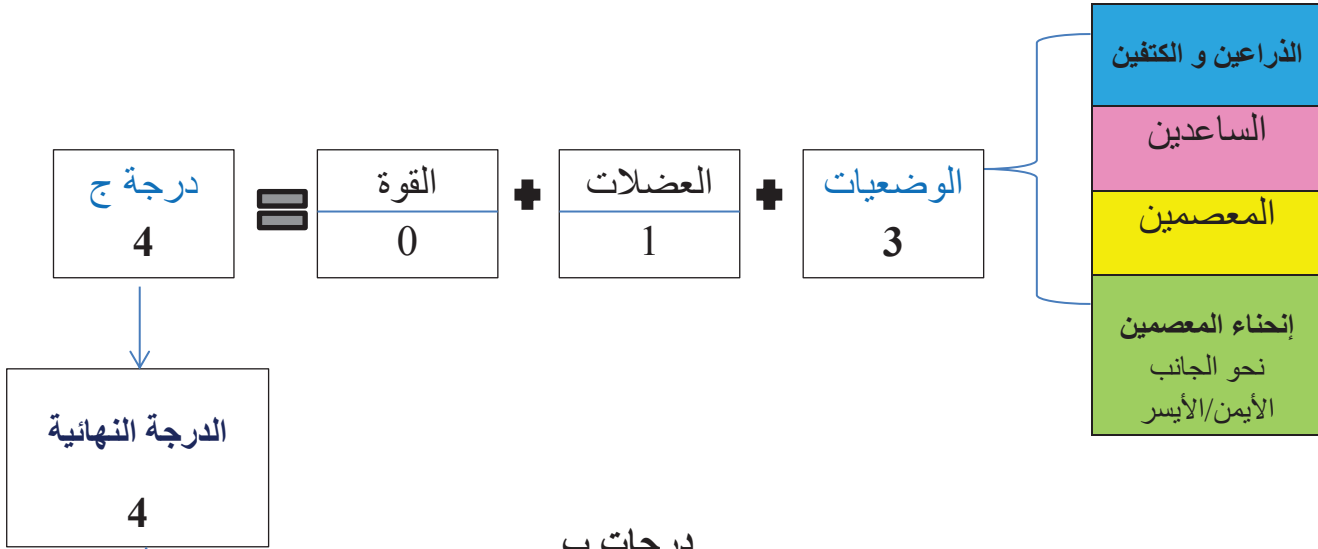 الذراعين و الكتفين
الساعدين
المعصمين
إنحناء المعصمين
نحو الجانب
الأيمن/الأيسر
الوضعيات
3
+
العضلات
1
+
القوة
0
=
درجة ج
4
الدرجة النهائية
4
درجات ب